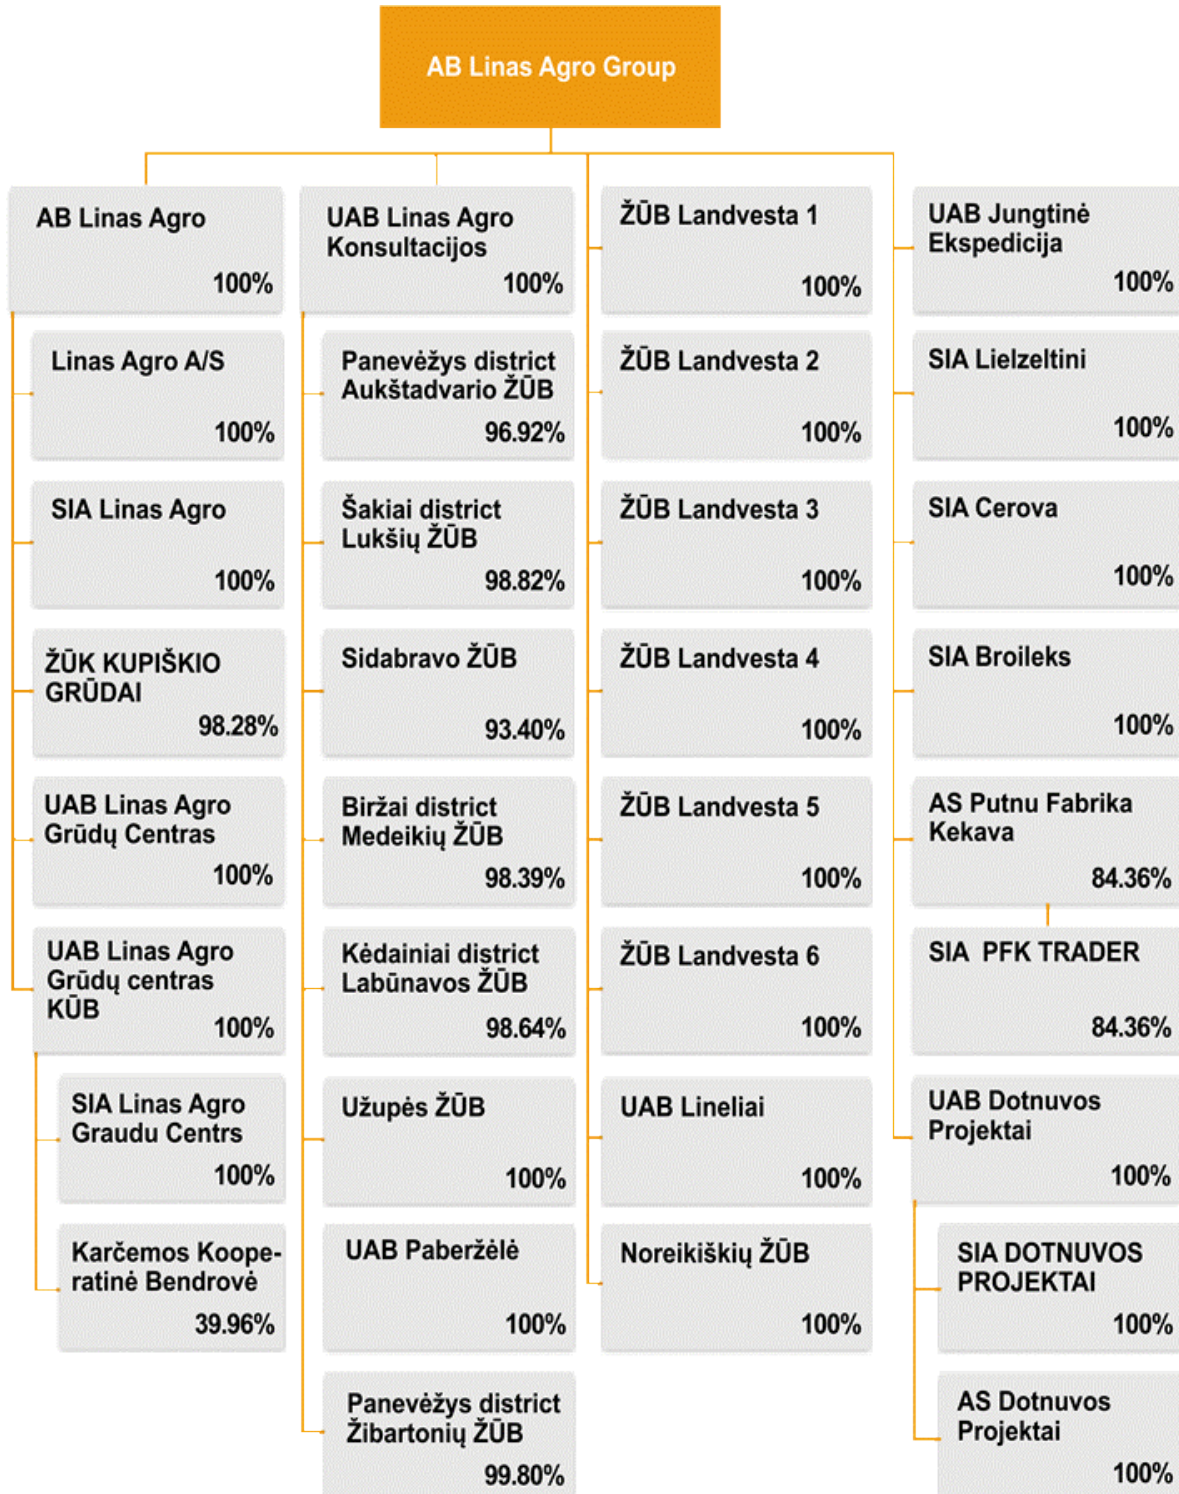 AB Linas Agro Group
AB Linas Agro
100%
Linas Agro A/S
100%
SIA Linas Agro
100%
ŽŪK KUPIŠKIO
GRŪDAI
98.28%
UAB Linas Agro
Grūdų Centras
100%
UAB Linas Agro
Grūdų centras
KŪB
100%
SIA Linas Agro
Graudu Centrs
100%
Karčemos Koope-
ratinė Bendrovė
39.96%
UAB Linas Agro
Konsultacijos
100%
Panevėžys district
Aukštadvario ŽŪB
96.92%
Šakiai district
Lukšių ŽŪB
98.82%
Sidabravo ŽŪB
93.40%
Biržai district
Medeikių ŽŪB
98.39%
Kėdainiai district
Labūnavos ŽŪB
98.64%
Užupės ŽŪB
100%
UAB Paberžėlė
100%
Panevėžys district
Žibartonių ŽŪB
99.80%
ŽŪB Landvesta 1
100%
ŽŪB Landvesta 2
100%
ŽŪB Landvesta 3
100%
ŽŪB Landvesta 4
100%
ŽŪB Landvesta 5
100%
ŽŪB Landvesta 6
100%
UAB Lineliai
100%
Noreikiškių ŽŪB
100%
UAB Jungtinė
Ekspedicija
100%
SIA Lielzeltini
100%
SIA Cerova
100%
SIA Broileks
100%
AS Putnu Fabrika
Kekava
84.36%
SIA PFK TRADER
84.36%
UAB Dotnuvos
Projektai
100%
SIA DOTNUVOS
PROJEKTAI
100%
AS Dotnuvos
Projektai
100%